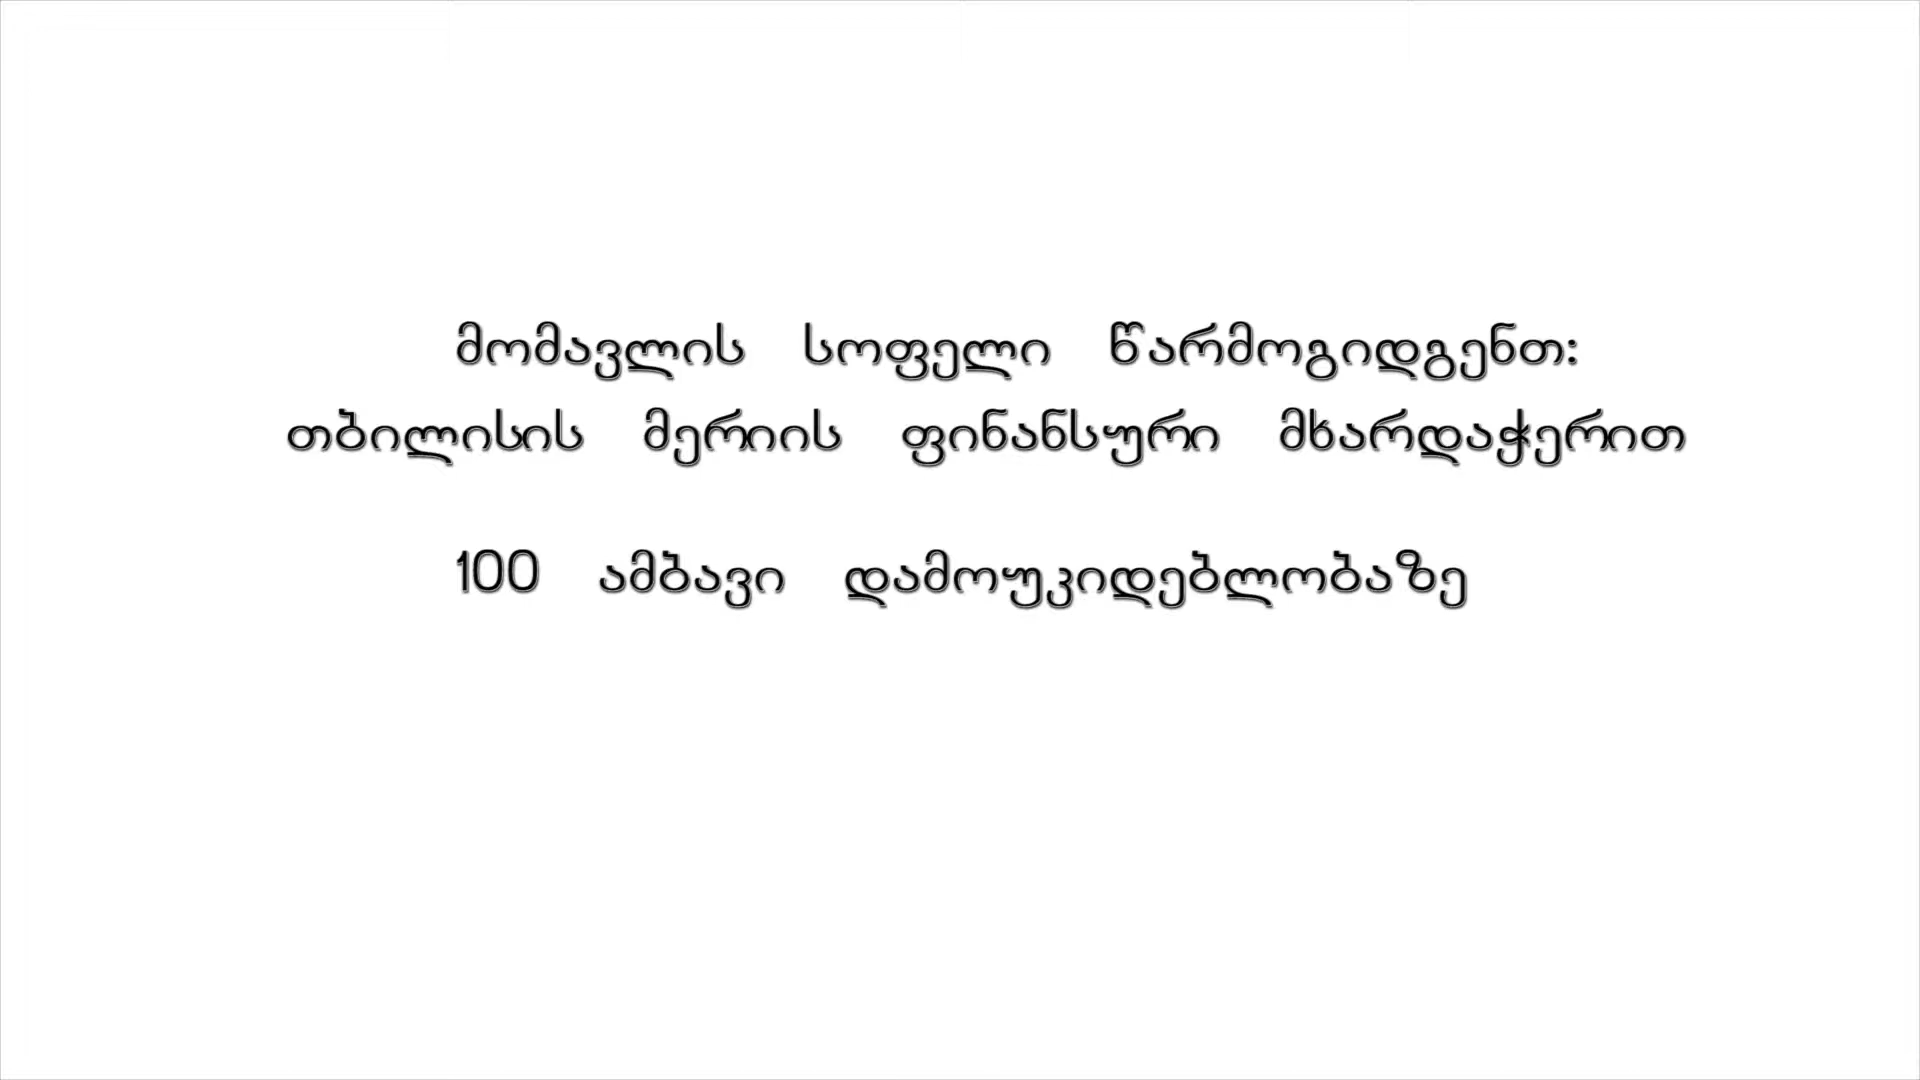 მომავლის სოფელი წარმოგიდგენთ:
თბილისის მერიის ფინანსური მხარდაჭერით
100 ამბავი დამოუკიდებლობაზე